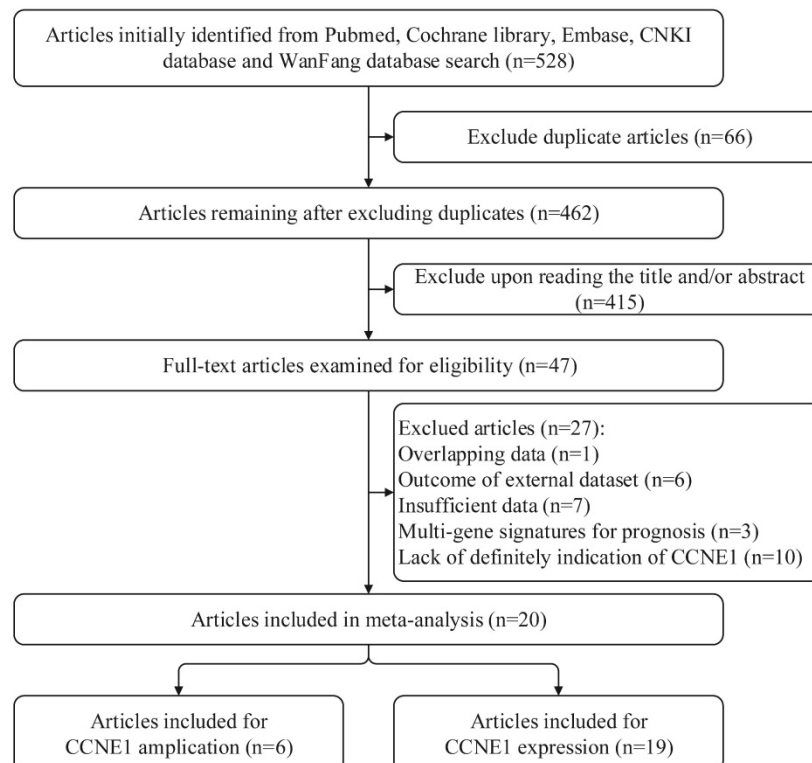 Articles initially identified from Pubmed, Cochrane library, Embase, CNKI
database and WanFang database search (n=528)
Exclude duplicate articles (n=66)
Articles remaining after excluding duplicates (n=462)
Exclude upon reading the title and/or abstract
(n=415)
Full-text articles examined for eligibility (n=47)
Exclued articles (n=27):
Overlapping data (n=1)
Outcome of external dataset (n=6)
Insufficient data (n=7)
Multi-gene signatures for prognosis (n=3)
Lack of definitely indication of CCNE1 (n=10)
Articles included in meta-analysis (n=20)
Articles included for
CCNE1 amplication (n=6)
Articles included for
CCNE1 expression (n=19)